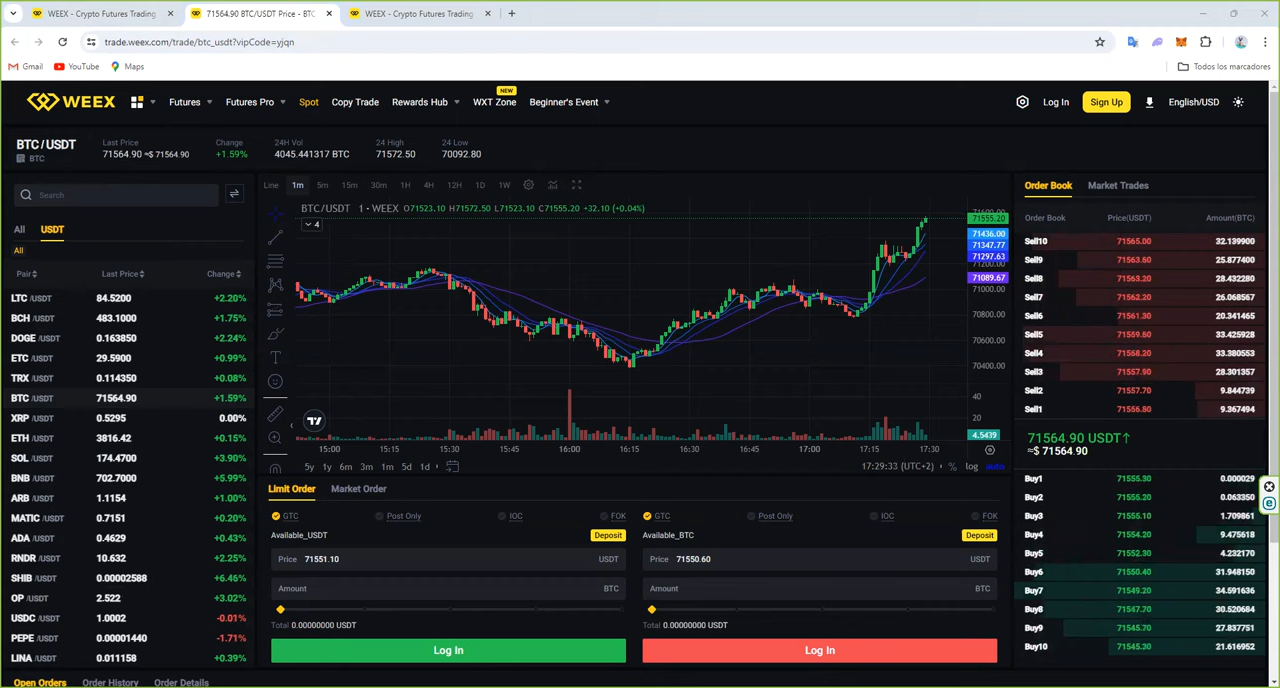 WEEX - Crypto Futures Trading
71564.90 BTC/USDT Price - BTC
WEEX - Crypto Futures Trading
trade.weex.com/trade/btc_usdt?vipCode=yjqn
Gmail YouTube Maps Todos los marcadores
WEEX Futures Futures Pro Spot Copy Trade Rewards Hub WXT Zone NEW Beginner's Event Log In Sign Up English/USD
BTC/USDT
BTC
Last Price Change 24H Vol 24 High 24 Low
71564.90 ≈$ 71564.90 +1.59% 4045.441317 BTC 71572.50 70092.80
Search
All USDT
All
Pair Last Price Change
LTC /USDT 84.5200 +2.20%
BCH /USDT 483.1000 +1.75%
DOGE /USDT 0.163850 +2.24%
ETC /USDT 29.5900 +0.99%
TRX /USDT 0.114350 +0.08%
BTC /USDT 71564.90 +1.59%
XRP /USDT 0.5295 0.00%
ETH /USDT 3816.42 +0.15%
SOL /USDT 174.4700 +3.90%
BNB /USDT 702.7000 +5.99%
ARB /USDT 1.1154 +1.00%
MATIC /USDT 0.7151 +0.20%
ADA /USDT 0.4629 +0.43%
RNDR /USDT 10.632 +2.25%
SHIB /USDT 0.00002588 +6.46%
OP /USDT 2.522 +3.02%
USDC /USDT 1.0002 -0.01%
PEPE /USDT 0.00001440 -1.71%
LINA /USDT 0.011158 +0.39%
Open Orders Order History Order Details
Line 1m 5m 15m 30m 1H 4H 12H 1D 1W
BTC/USDT · 1 · WEEX O71523.10 H71572.50 L71523.10 C71555.20 +32.10 (+0.04%)
4
71555.20
71436.00
71347.77
71297.63
71200.00
71089.67
71000.00
70800.00
70600.00
70400.00
40
20
4.5439
15:00 15:15 15:30 15:45 16:00 16:15 16:30 16:45 17:00 17:15 17:30
5y 1y 6m 3m 1m 5d 1d 17:29:33 (UTC+2) % log auto
Limit Order Market Order
GTC Post Only IOC FOK
Available_USDT Deposit
Price 71551.10 USDT
Amount BTC
Total 0.00000000 USDT
Log In
GTC Post Only IOC FOK
Available_BTC Deposit
Price 71550.60 USDT
Amount BTC
Total 0.00000000 USDT
Log In
Order Book Market Trades
Order Book Price(USDT) Amount(BTC)
Sell10 71565.00 32.139900
Sell9 71563.60 25.877400
Sell8 71563.20 28.432280
Sell7 71562.20 26.068567
Sell6 71561.30 20.341465
Sell5 71559.60 33.425928
Sell4 71568.20 33.380553
Sell3 71557.90 28.301357
Sell2 71557.70 9.844739
Sell1 71556.80 9.367494
71564.90 USDT↑
≈$ 71564.90
Buy1 71555.30 0.000029
Buy2 71555.20 0.063350
Buy3 71555.10 1.709861
Buy4 71554.20 9.475618
Buy5 71552.30 4.232170
Buy6 71550.40 31.948150
Buy7 71549.20 34.591636
Buy8 71547.70 30.520684
Buy9 71545.70 27.837751
Buy10 71545.30 21.616952